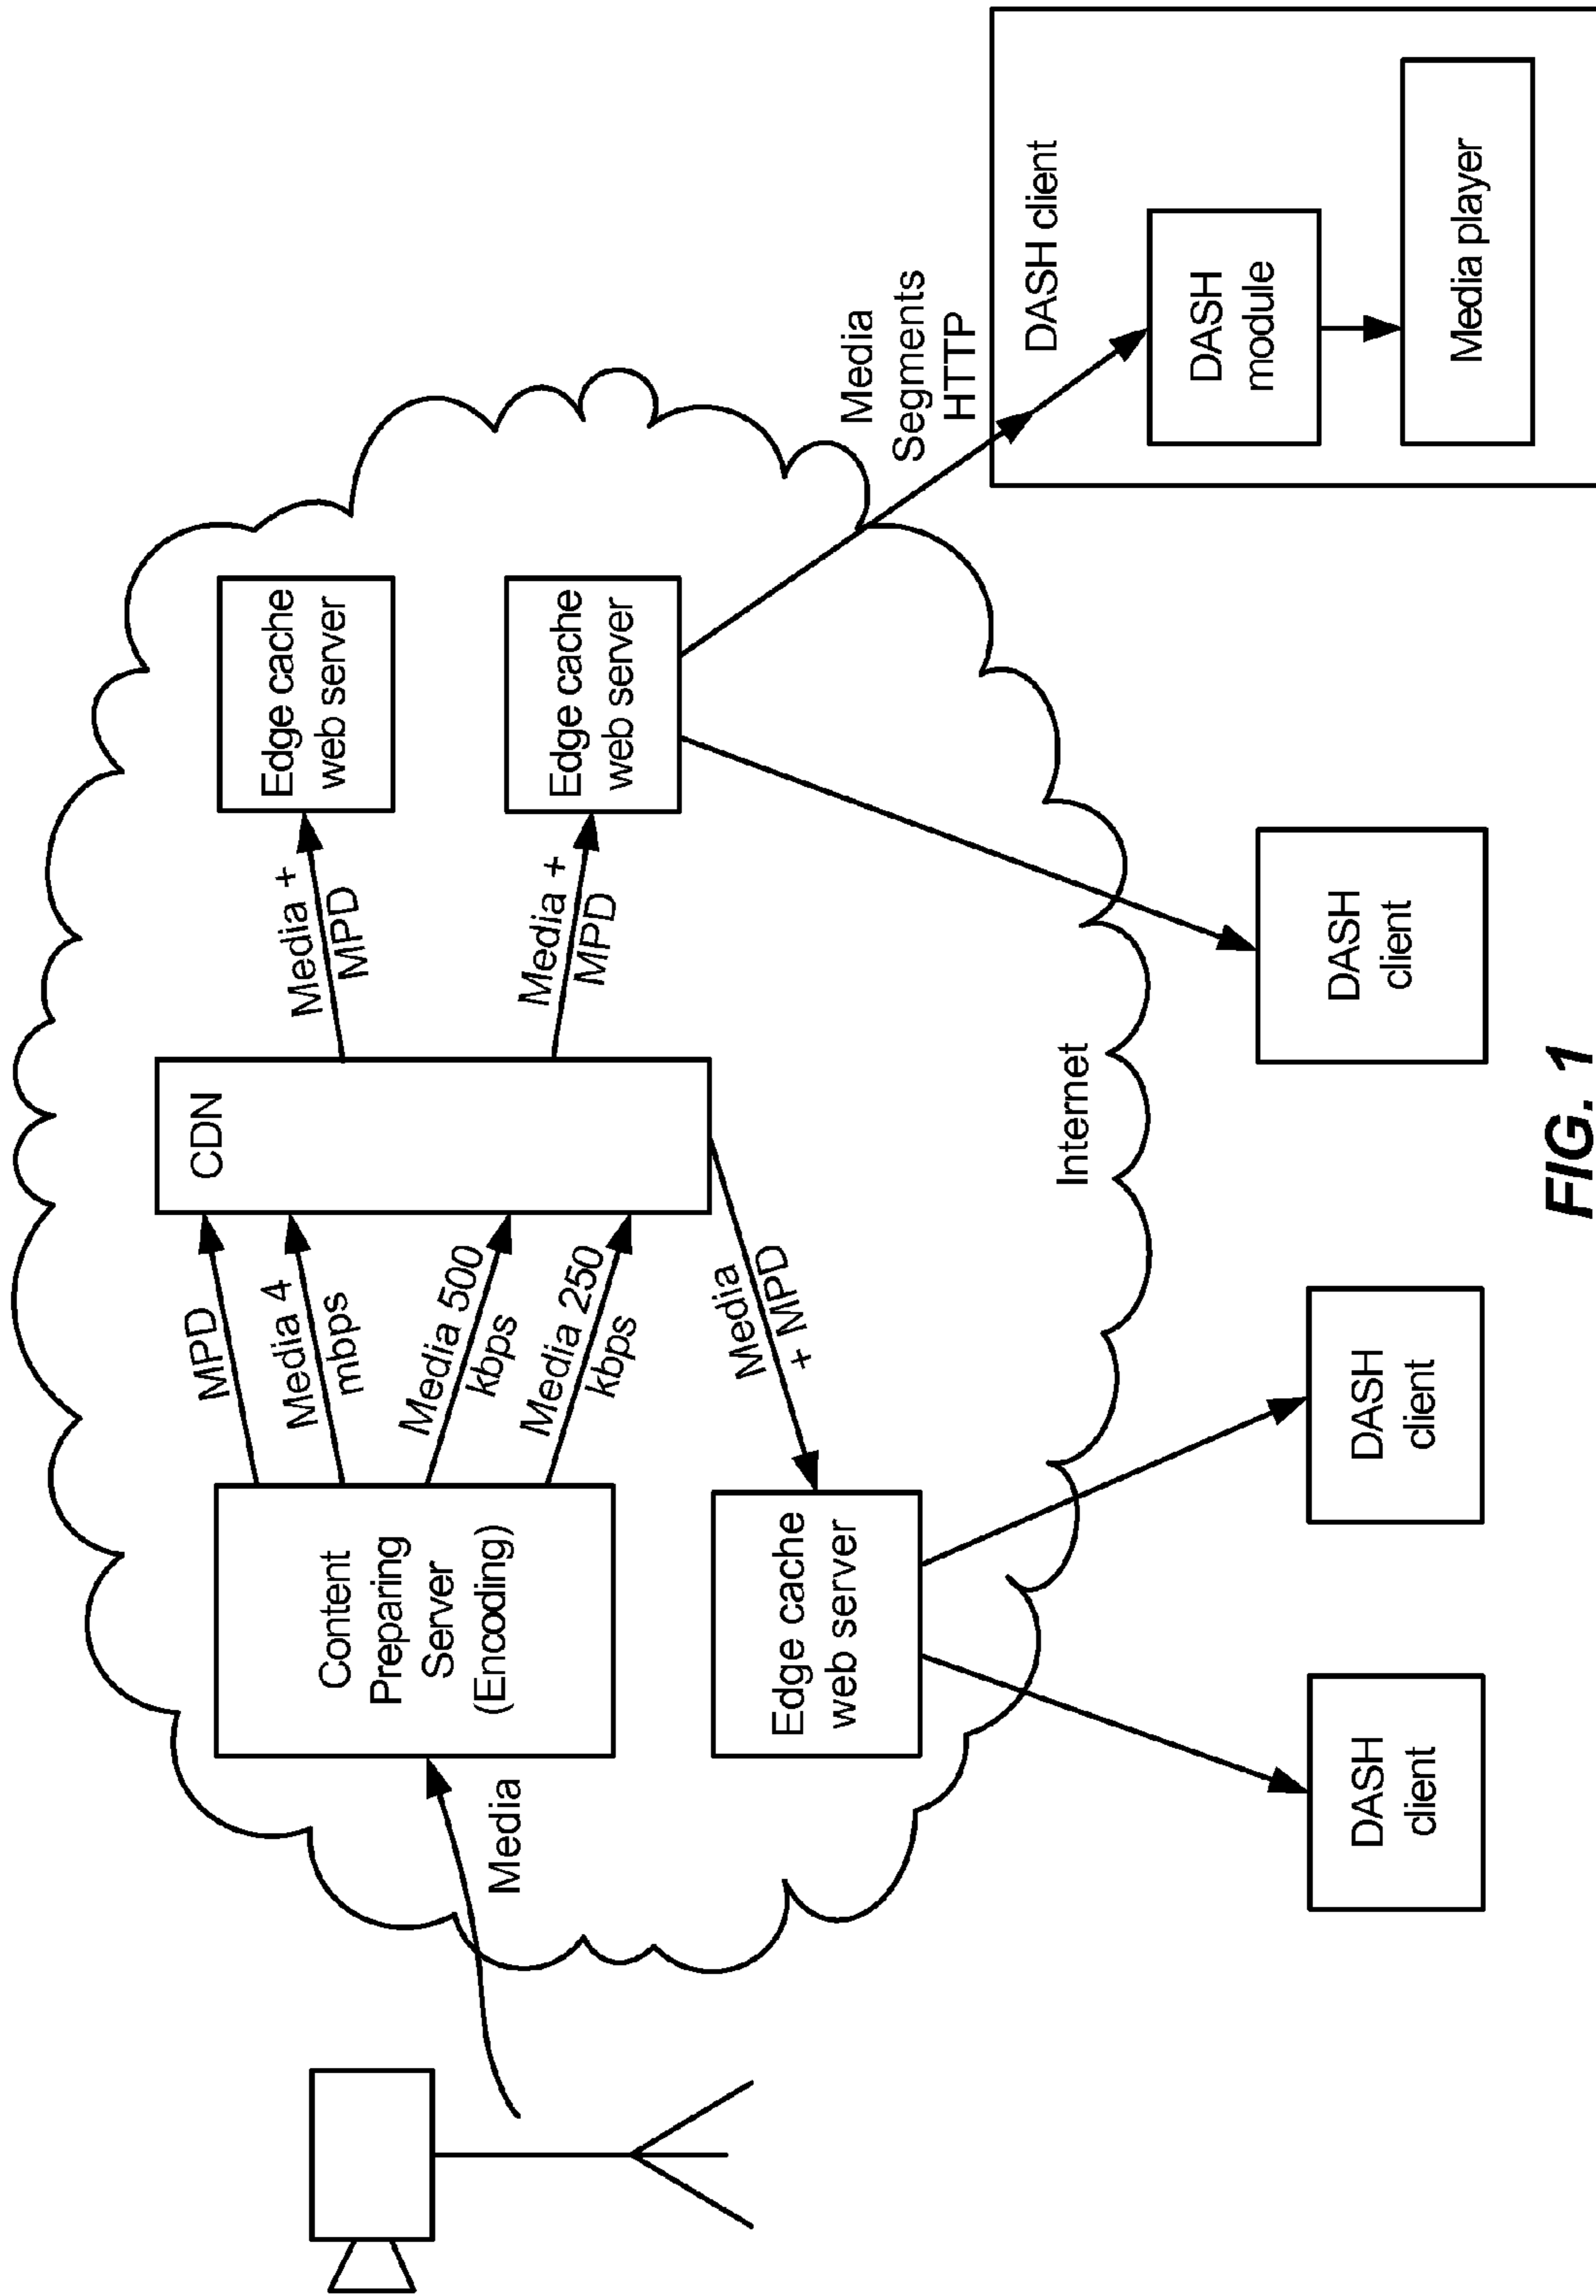 Media
Content
Preparing
Server
(Encoding)
MPD
Media 4
mbps
Media 500
kbps
Media 250
kbps
CDN
Media +
MPD
Media +
MPD
Media
+ MPD
Edge cache
web server
Edge cache
web server
Edge cache
web server
Internet
Media
Segments
HTTP
DASH client
DASH
module
Media player
DASH
client
DASH
client
DASH
client
FIG. 1